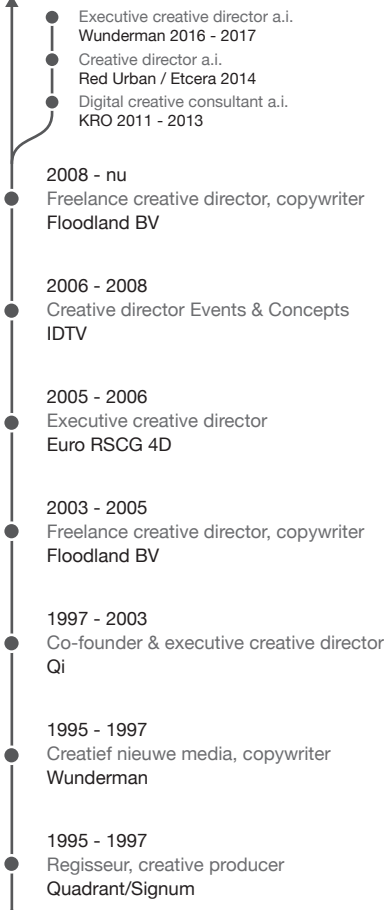 Executive creative director a.i.
Wunderman 2016 - 2017
Creative director a.i.
Red Urban / Etcera 2014
Digital creative consultant a.i.
KRO 2011 - 2013
2008 - nu
Freelance creative director, copywriter
Floodland BV
2006 - 2008
Creative director Events & Concepts
IDTV
2005 - 2006
Executive creative director
Euro RSCG 4D
2003 - 2005
Freelance creative director, copywriter
Floodland BV
1997 - 2003
Co-founder & executive creative director
Qi
1995 - 1997
Creatief nieuwe media, copywriter
Wunderman
1995 - 1997
Regisseur, creative producer
Quadrant/Signum